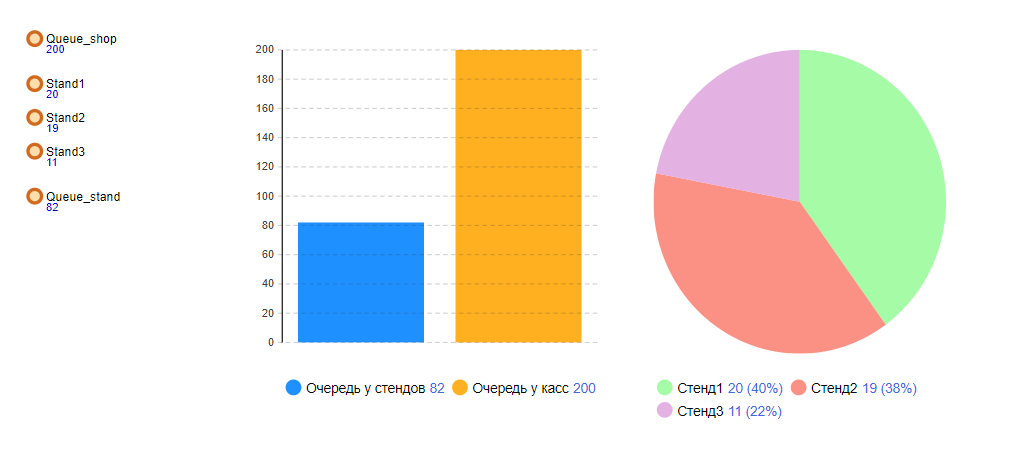 Queue_shop
200
Stand1
20
Stand2
19
Stand3
11
Queue_stand
82
200
180
160
140
120
100
80
60
40
20
0
Очередь у стендов 82
Очередь у касс 200
Стенд1 20 (40%)
Стенд2 19 (38%)
Стенд3 11 (22%)